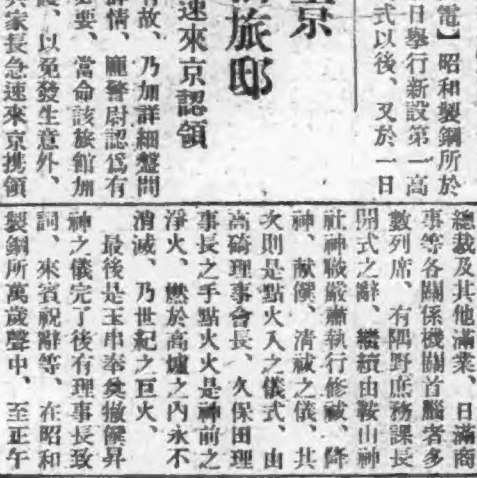 電】昭和製鋼所於
日舉行新設第一高
式以後、又於一日
京
旅邸
速來京認領
故、乃加詳細盤問
情、龐警尉認爲有
必要、當命該旅館加
、以免發生意外、
其家長急速來京携領
總裁及其他滿業、日滿商
事等各關係機關首腦者多
數列席、有隅野庶務課長
開式之辭、繼續由鞍山神
社神職嚴肅執行修祓、降
神、献饌、清祓之儀、共
次則是點火入之儀式、由
高碕理事會長、久保田理
事長之手點火火是神前之
淨火、燃於高爐之內永不
消滅、乃世紀之巨火、
最後是玉串奉奠撤饌昇
神之儀完了後有理事長致
詞、來賓祝辭等、在昭和
製鋼所萬歲聲中、至正午